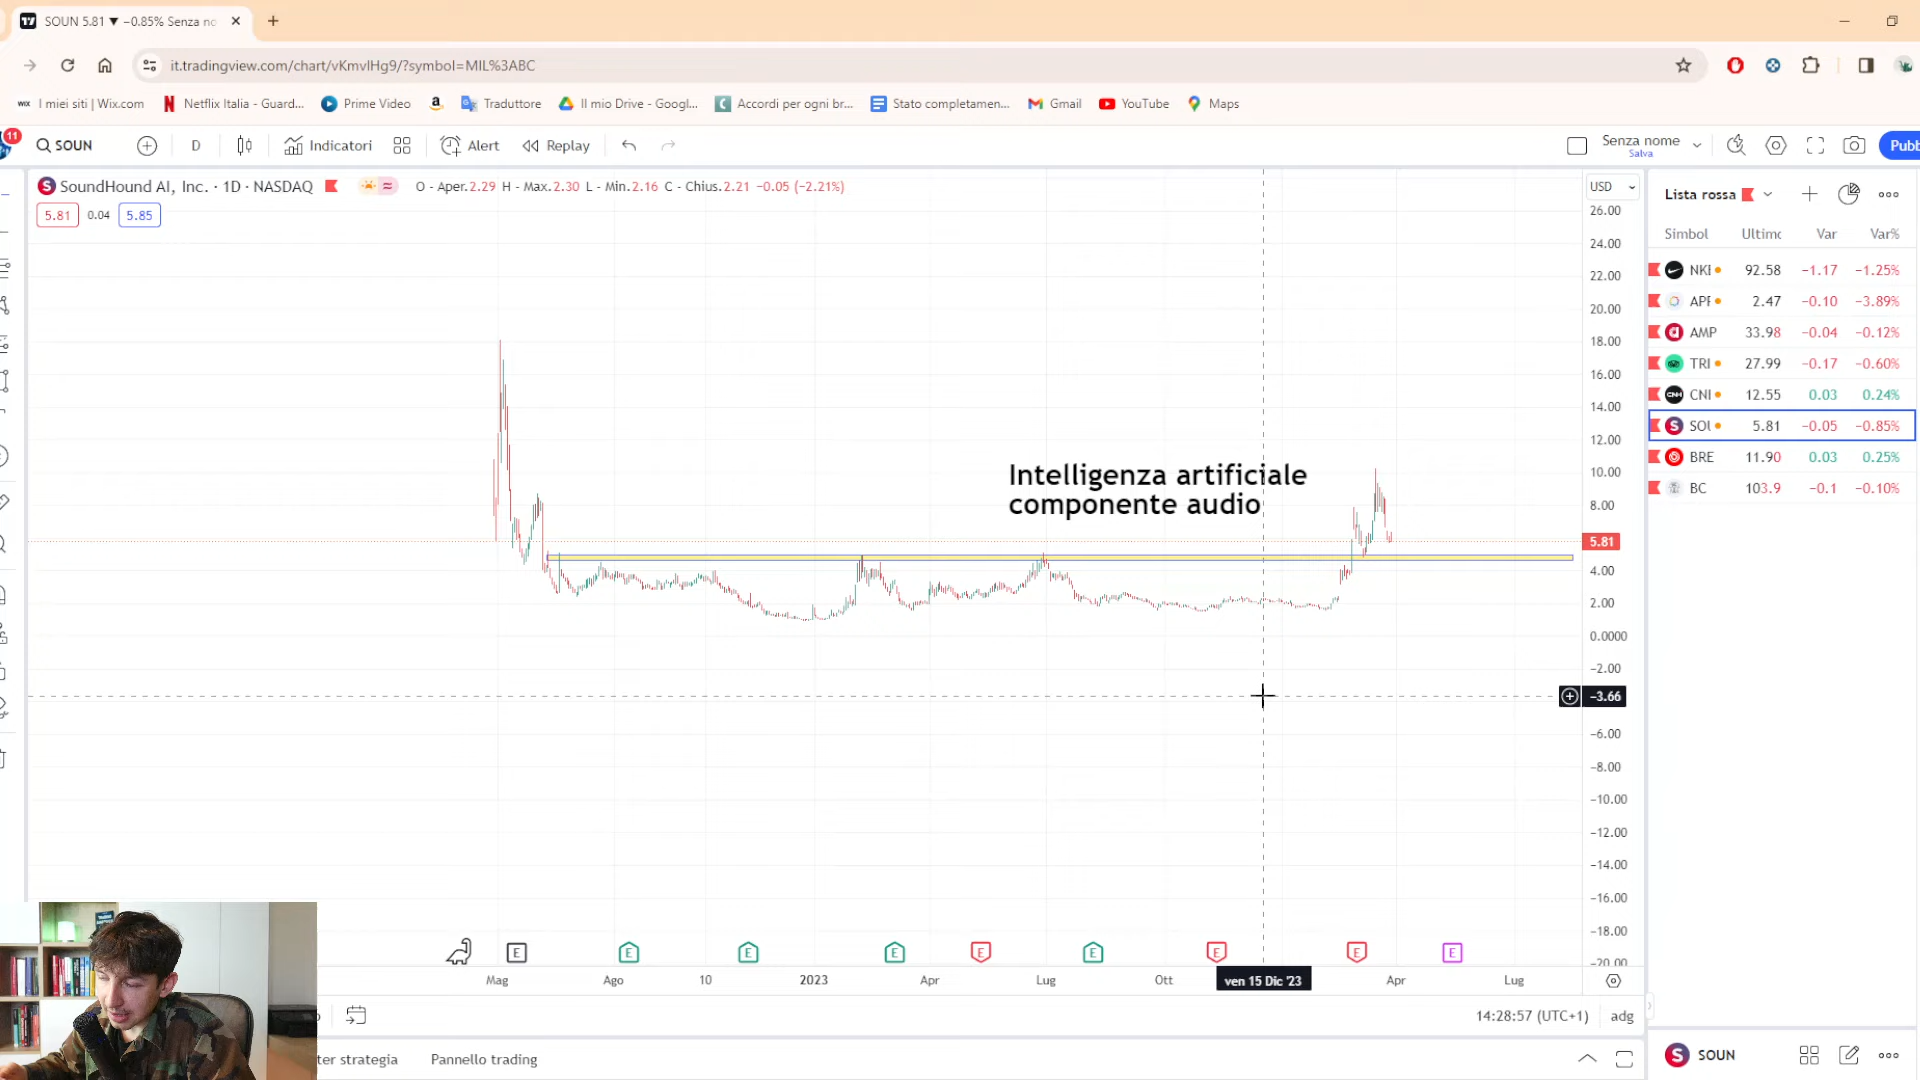 SOUN 5.81 ▼ −0.85% Senza no
it.tradingview.com/chart/vKmvlHg9/?symbol=MIL%3ABC
WIX I miei siti | Wix.com
Netflix Italia - Guard...
Prime Video
Traduttore
Il mio Drive - Googl...
Accordi per ogni br...
Stato completamen...
Gmail
YouTube
Maps
11
SOUN
D
Indicatori
Alert
Replay
Senza nome
Salva
Pubb
SoundHound AI, Inc. · 1D · NASDAQ
O - Aper.2.29 H - Max.2.30 L - Min.2.16 C - Chius.2.21 −0.05 (−2.21%)
5.81 0.04 5.85
USD
26.00
24.00
22.00
20.00
18.00
16.00
14.00
12.00
10.00
8.00
5.81
4.00
2.00
0.0000
−2.00
−3.66
−6.00
−8.00
−10.00
−12.00
−14.00
−16.00
−18.00
−20.00
Intelligenza artificiale
componente audio
E E E E E E E E E
Mag Ago 10 2023 Apr Lug Ott ven 15 Dic '23 Apr Lug
14:28:57 (UTC+1) adg
ter strategia
Pannello trading
Lista rossa
Simbol Ultimo Var Var%
NKE 92.58 −1.17 −1.25%
APF 2.47 −0.10 −3.89%
AMP 33.98 −0.04 −0.12%
TRI 27.99 −0.17 −0.60%
CNI 12.55 0.03 0.24%
SOU 5.81 −0.05 −0.85%
BRE 11.90 0.03 0.25%
BC 103.9 −0.1 −0.10%
SOUN